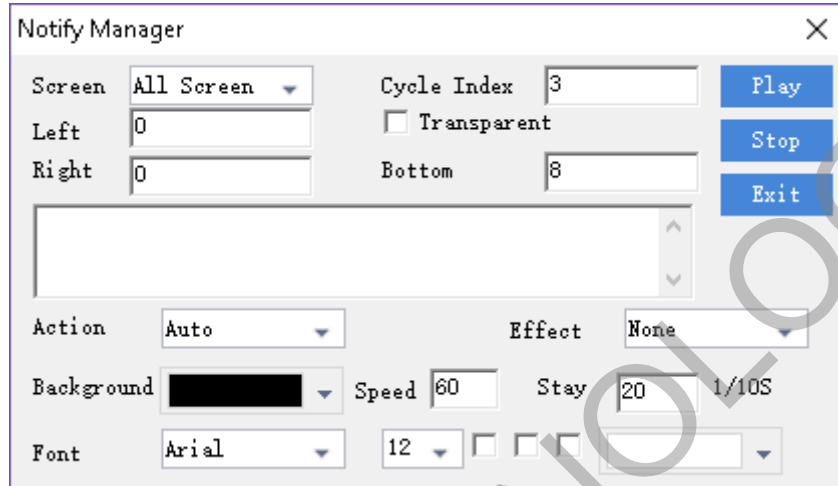 Notify Manager
Screen All Screen Cycle Index 3 Play
Left 0 Transparent
Stop
Right 0 Bottom 8
Exit
Action Auto Effect None
Background Speed 60 Stay 20 1/10S
Font Arial 12